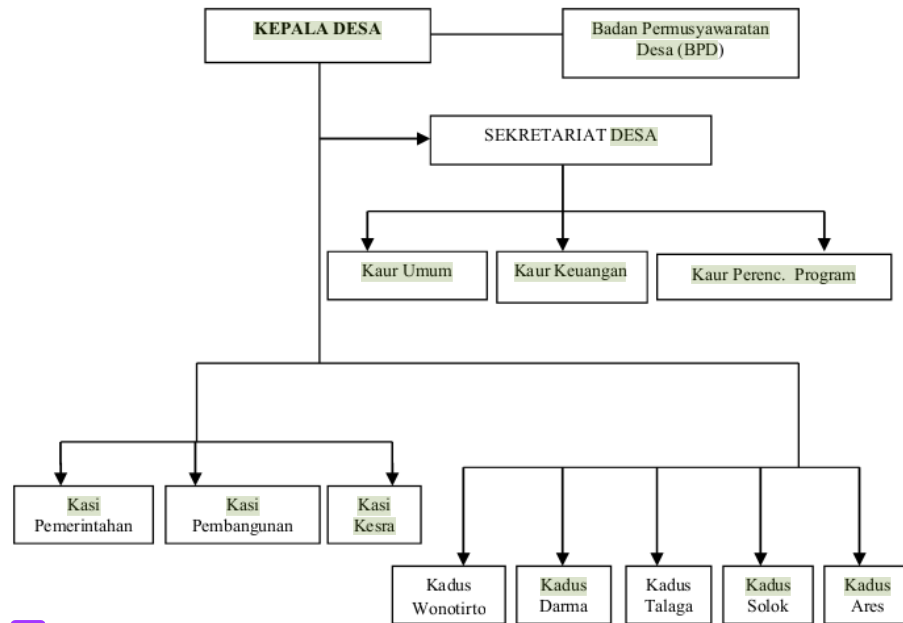 KEPALA DESA
Badan Permusyawaratan
Desa (BPD)
SEKRETARIAT DESA
Kaur Umum
Kaur Keuangan
Kaur Perenc. Program
Kasi
Pemerintahan
Kasi
Pembangunan
Kasi
Kesra
Kadus
Wonotirto
Kadus
Darma
Kadus
Talaga
Kadus
Solok
Kadus
Ares